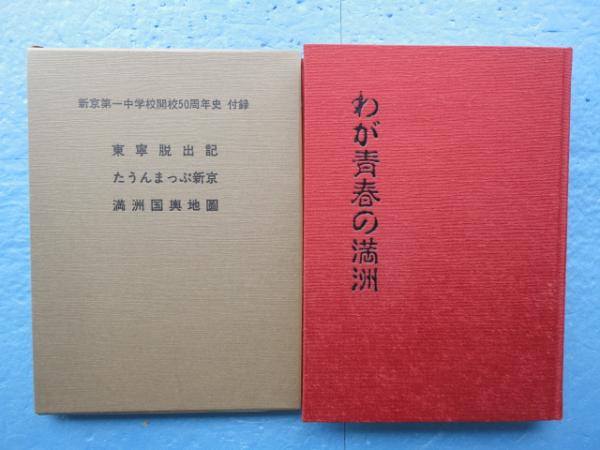 新京第一中学校開校50周年史 付録
東寧脱出記
たうんまっぷ新京
満洲国輿地圖
わが青春の満洲